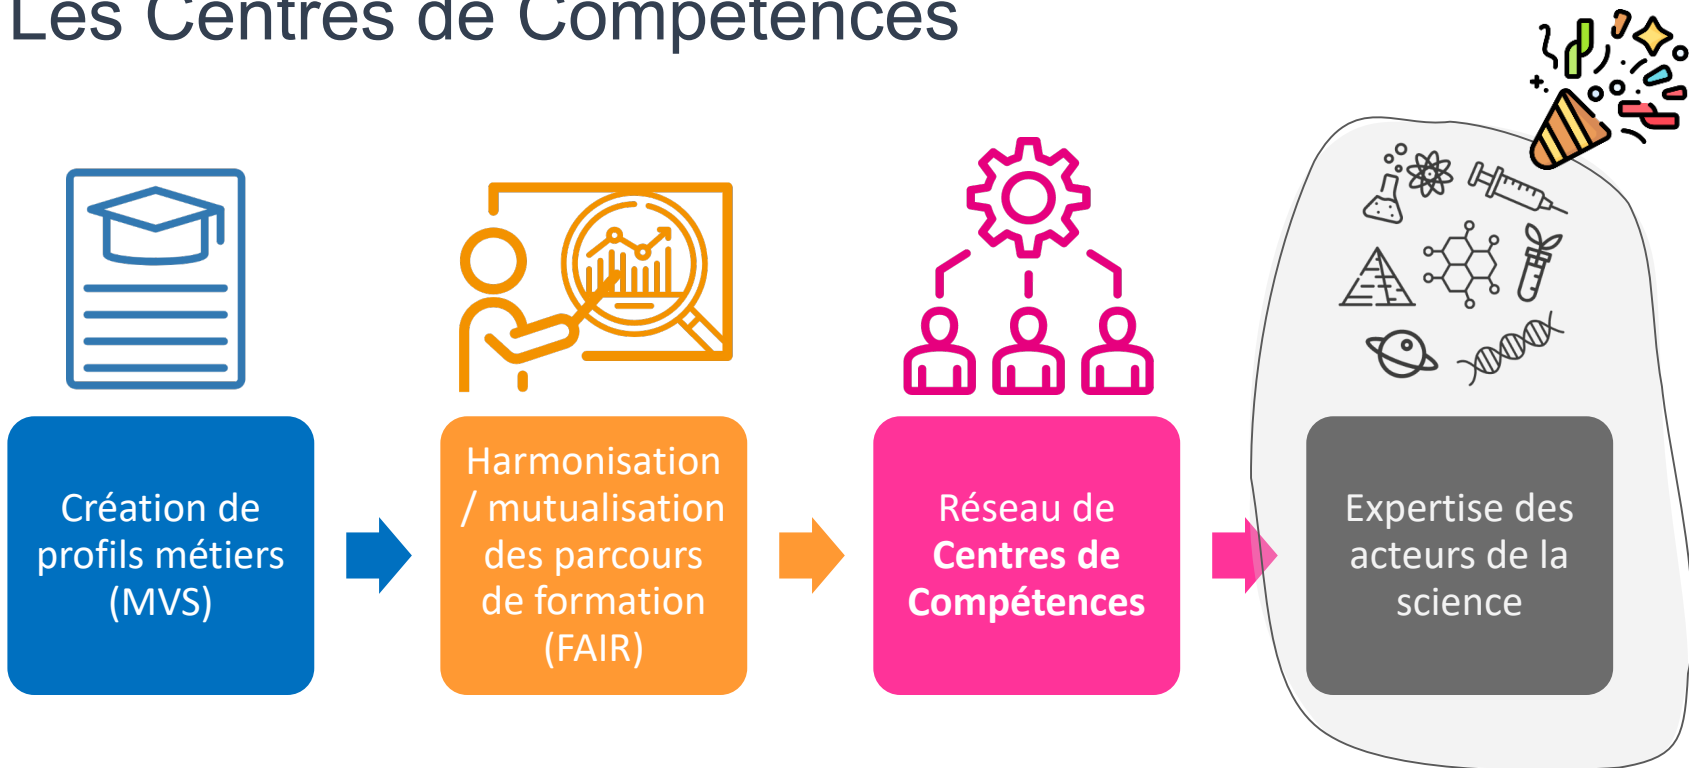 Les Centres de Compétences
Création de
profils métiers
(MVS)
Harmonisation
/ mutualisation
des parcours
de formation
(FAIR)
Réseau de
Centres de
Compétences
Expertise des
acteurs de la
science